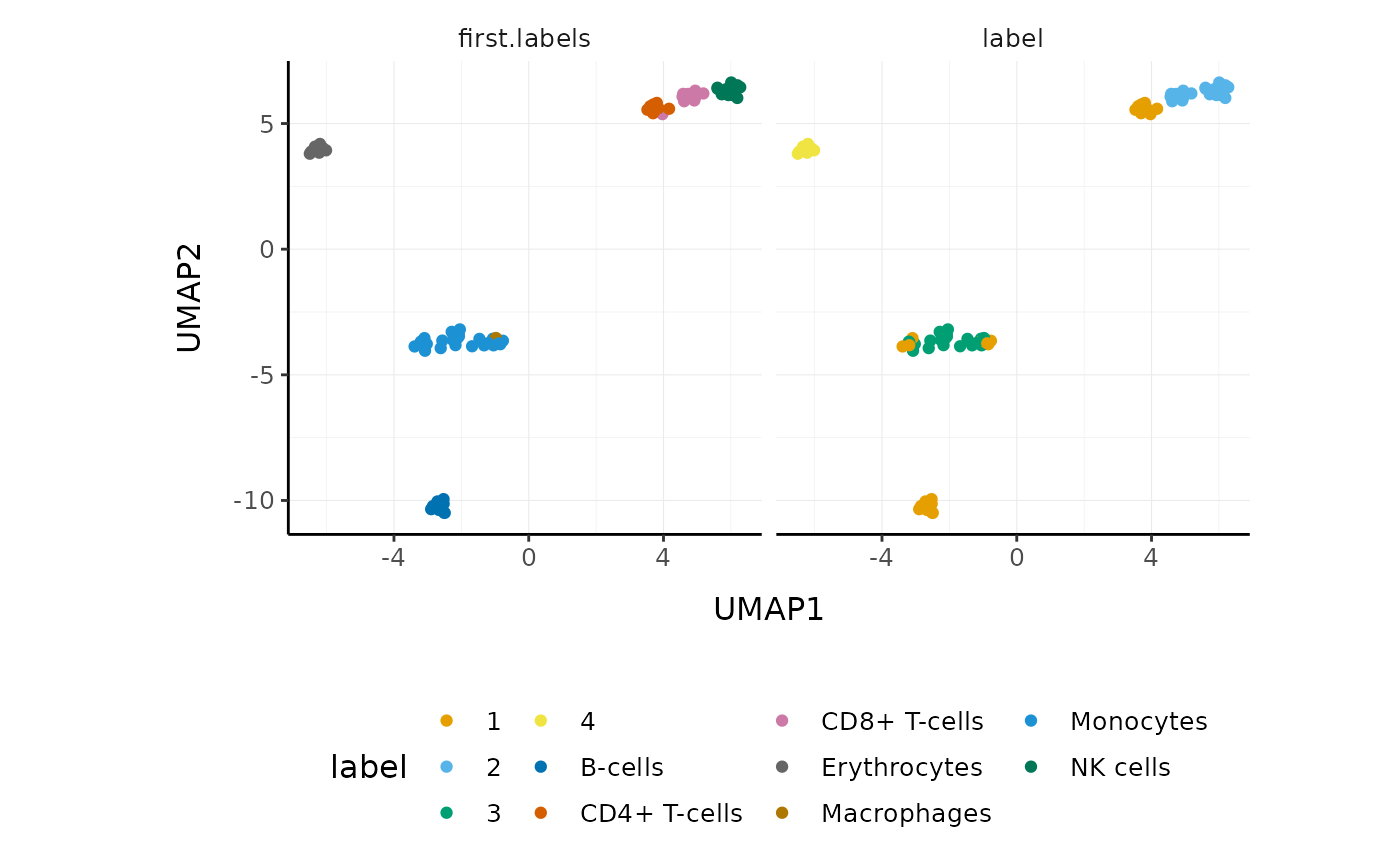 first.labels label
5
0
-5
-10
UMAP2
-4 0 4 -4 0 4
UMAP1
label
1 4 CD8+ T-cells Monocytes
2 B-cells Erythrocytes NK cells
3 CD4+ T-cells Macrophages